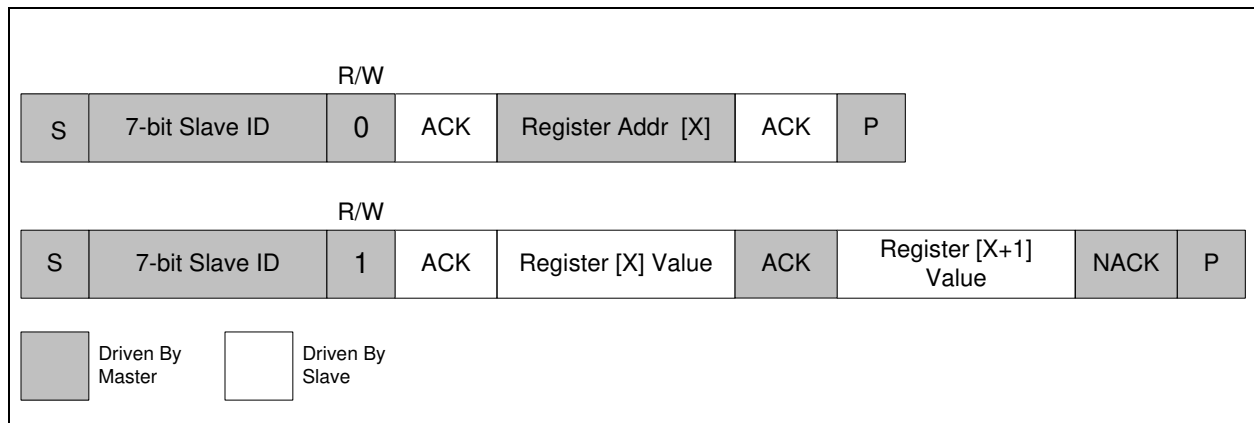 R/W
S 7-bit Slave ID 0 ACK Register Addr [X] ACK P
R/W
S 7-bit Slave ID 1 ACK Register [X] Value ACK Register [X+1] Value NACK P
Driven By Master
Driven By Slave